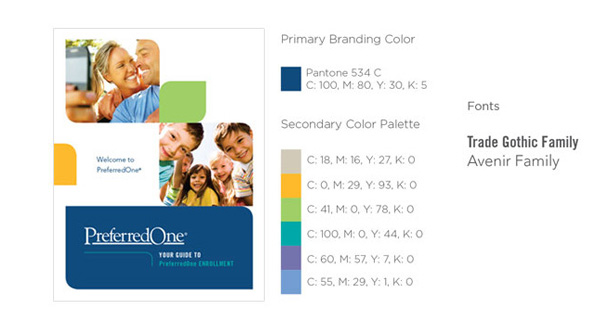 Welcome to
PreferredOne®
PreferredOne®
YOUR GUIDE TO
PreferredOne ENROLLMENT
Primary Branding Color
Pantone 534 C
C: 100, M: 80, Y: 30, K: 5
Secondary Color Palette
C: 18, M: 16, Y: 27, K: 0
C: 0, M: 29, Y: 93, K: 0
C: 41, M: 0, Y: 78, K: 0
C: 100, M: 0, Y: 44, K: 0
C: 60, M: 57, Y: 7, K: 0
C: 55, M: 29, Y: 1, K: 0
Fonts
Trade Gothic Family
Avenir Family